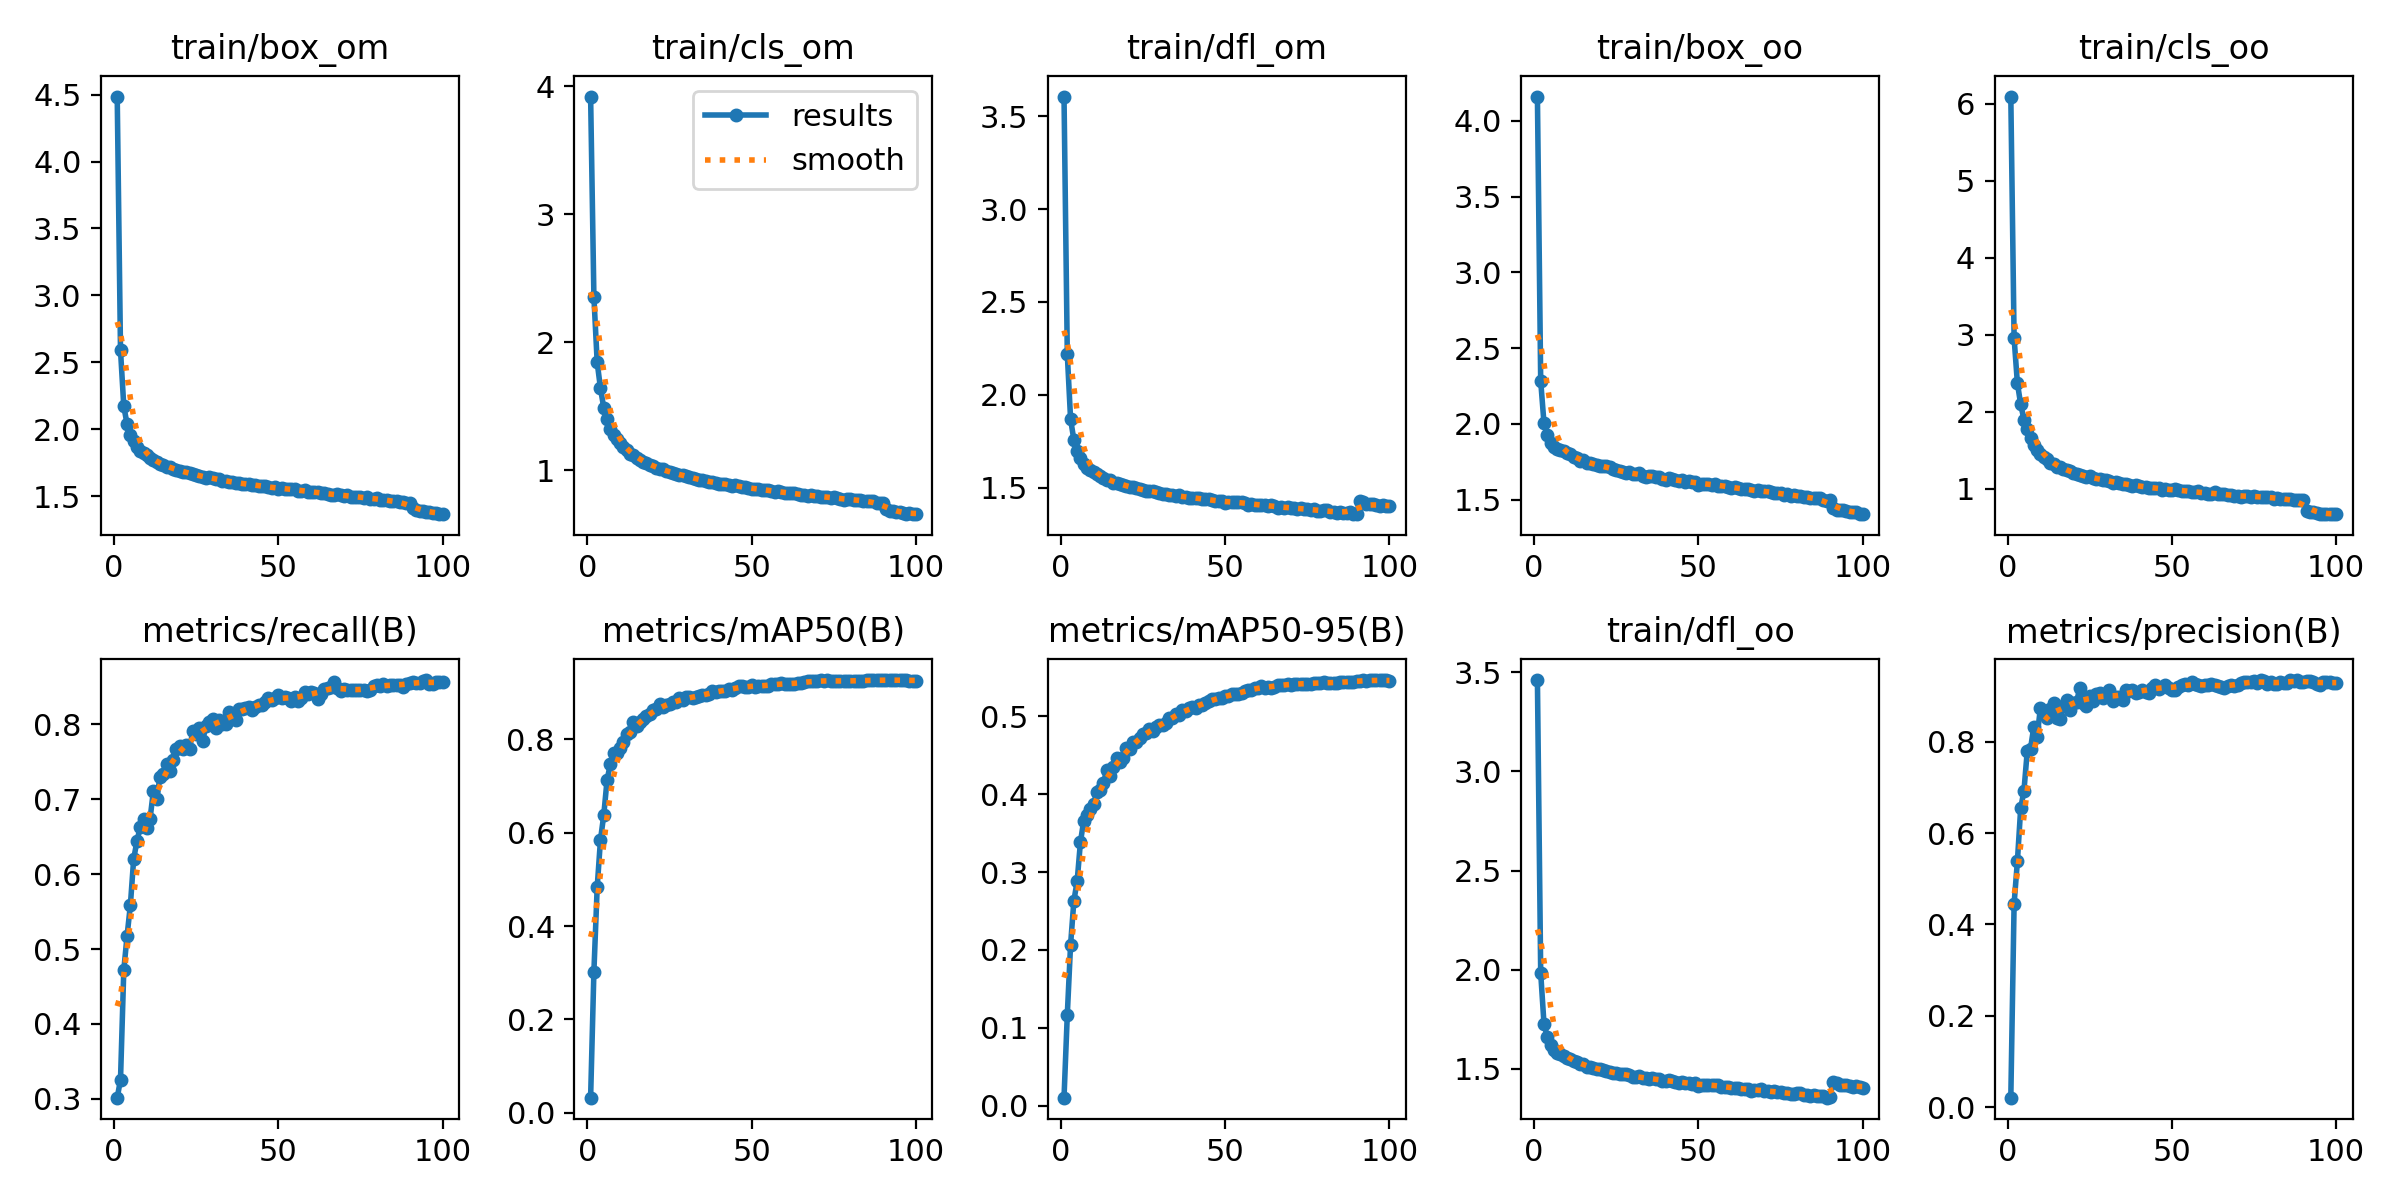 train/box_om
train/cls_om
train/dfl_om
train/box_oo
train/cls_oo
4.5
4.0
3.5
3.0
2.5
2.0
1.5
0 50 100
4
3
2
1
results
smooth
0 50 100
3.5
3.0
2.5
2.0
1.5
0 50 100
4.0
3.5
3.0
2.5
2.0
1.5
0 50 100
6
5
4
3
2
1
0 50 100
metrics/recall(B)
metrics/mAP50(B)
metrics/mAP50-95(B)
train/dfl_oo
metrics/precision(B)
0.8
0.7
0.6
0.5
0.4
0.3
0 50 100
0.8
0.6
0.4
0.2
0.0
0 50 100
0.5
0.4
0.3
0.2
0.1
0.0
0 50 100
3.5
3.0
2.5
2.0
1.5
0 50 100
0.8
0.6
0.4
0.2
0.0
0 50 100